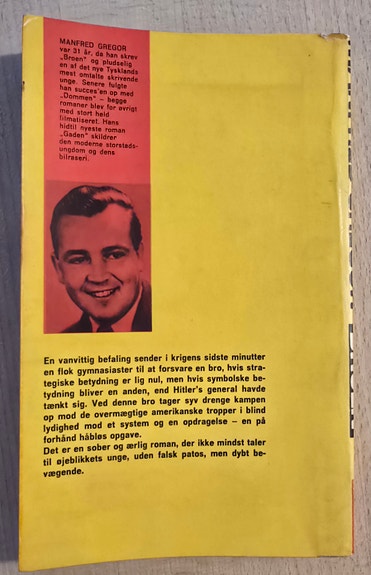 MANFRED GREGOR
var 31 år, da han skrev
„Broen” og pludselig
en af det nye Tysklands
mest omtalte skrivende
unge. Senere fulgte
han succes'en op med
„Dommen” – begge
romaner blev for øvrigt
med stort held
filmatiseret. Hans
hidtil nyeste roman
„Gaden” skildrer
den moderne storstads-
ungdom og dens
bilraseri.
En vanvittig befaling sender i krigens sidste minutter
en flok gymnasiaster til at forsvare en bro, hvis stra-
tegiske betydning er lig nul, men hvis symbolske be-
tydning bliver en anden, end Hitler's general havde
tænkt sig. Ved denne bro tager syv drenge kampen
op mod de overmægtige amerikanske tropper i blind
lydighed mod et system og en opdragelse – en på
forhånd håbløs opgave.
Det er en sober og ærlig roman, der ikke mindst taler
til øjeblikkets unge, uden falsk patos, men dybt be-
vægende.